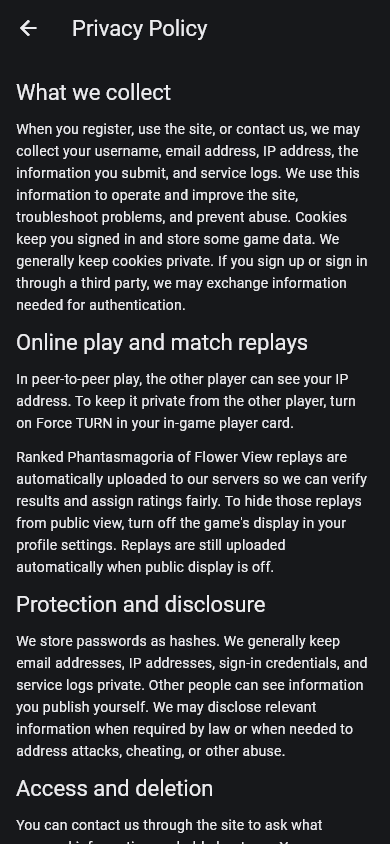 Privacy Policy
What we collect
When you register, use the site, or contact us, we may
collect your username, email address, IP address, the
information you submit, and service logs. We use this
information to operate and improve the site,
troubleshoot problems, and prevent abuse. Cookies
keep you signed in and store some game data. We
generally keep cookies private. If you sign up or sign in
through a third party, we may exchange information
needed for authentication.
Online play and match replays
In peer-to-peer play, the other player can see your IP
address. To keep it private from the other player, turn
on Force TURN in your in-game player card.
Ranked Phantasmagoria of Flower View replays are
automatically uploaded to our servers so we can verify
results and assign ratings fairly. To hide those replays
from public view, turn off the game's display in your
profile settings. Replays are still uploaded
automatically when public display is off.
Protection and disclosure
We store passwords as hashes. We generally keep
email addresses, IP addresses, sign-in credentials, and
service logs private. Other people can see information
you publish yourself. We may disclose relevant
information when required by law or when needed to
address attacks, cheating, or other abuse.
Access and deletion
You can contact us through the site to ask what